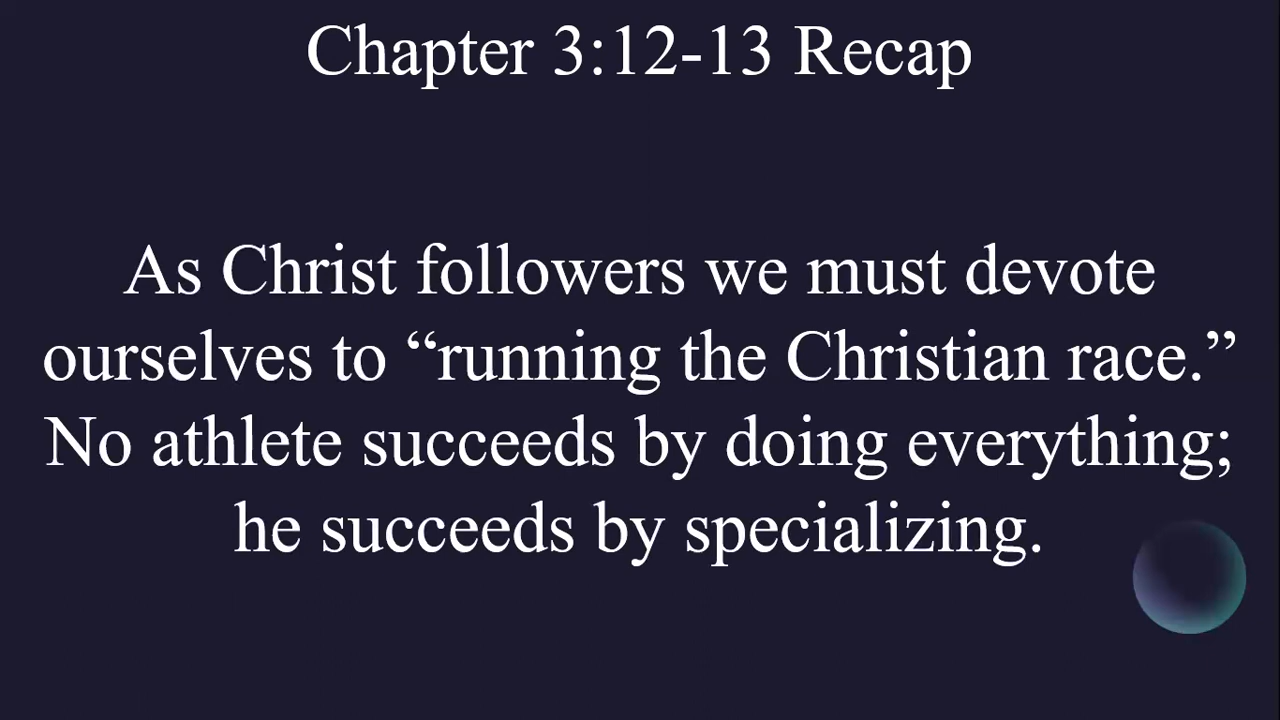 Chapter 3:12-13 Recap
As Christ followers we must devote
ourselves to “running the Christian race.”
No athlete succeeds by doing everything;
he succeeds by specializing.